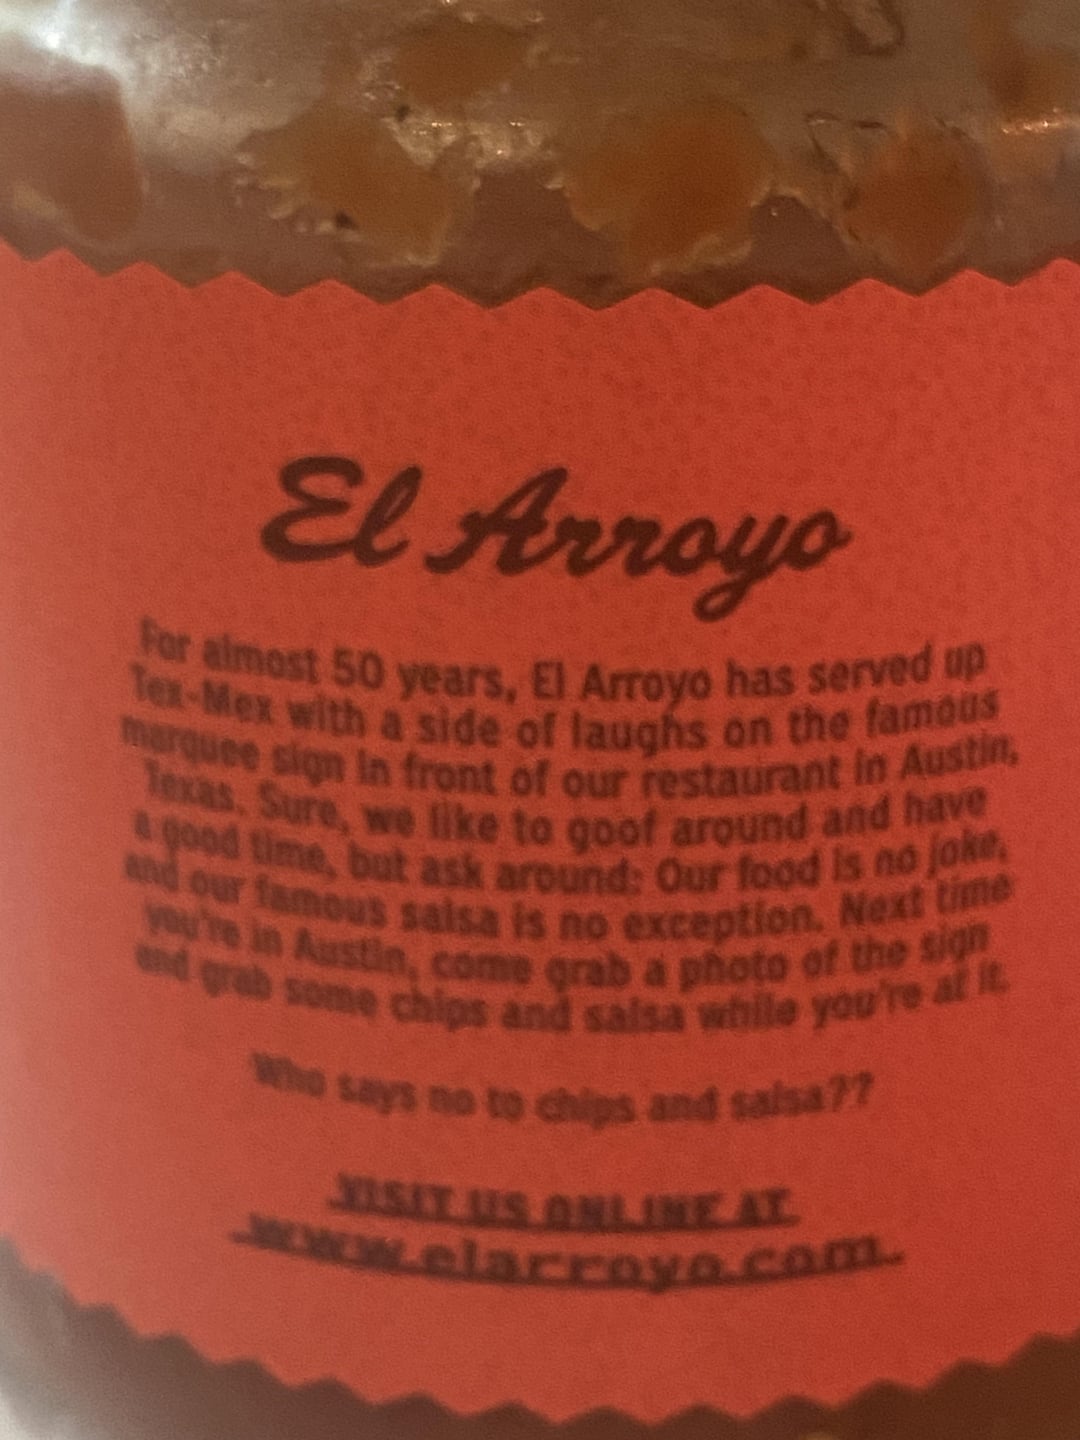 El Arroyo
For almost 50 years, El Arroyo has served up
Tex-Mex with a side of laughs on the famous
marquee sign in front of our restaurant in Austin,
Texas. Sure, we like to goof around and have
a good time, but ask around: Our food is no joke,
and our famous salsa is no exception. Next time
you're in Austin, come grab a photo of the sign
and grab some chips and salsa while you're at it.
Who says no to chips and salsa??
VISIT US ONLINE AT
www.elarroyo.com.